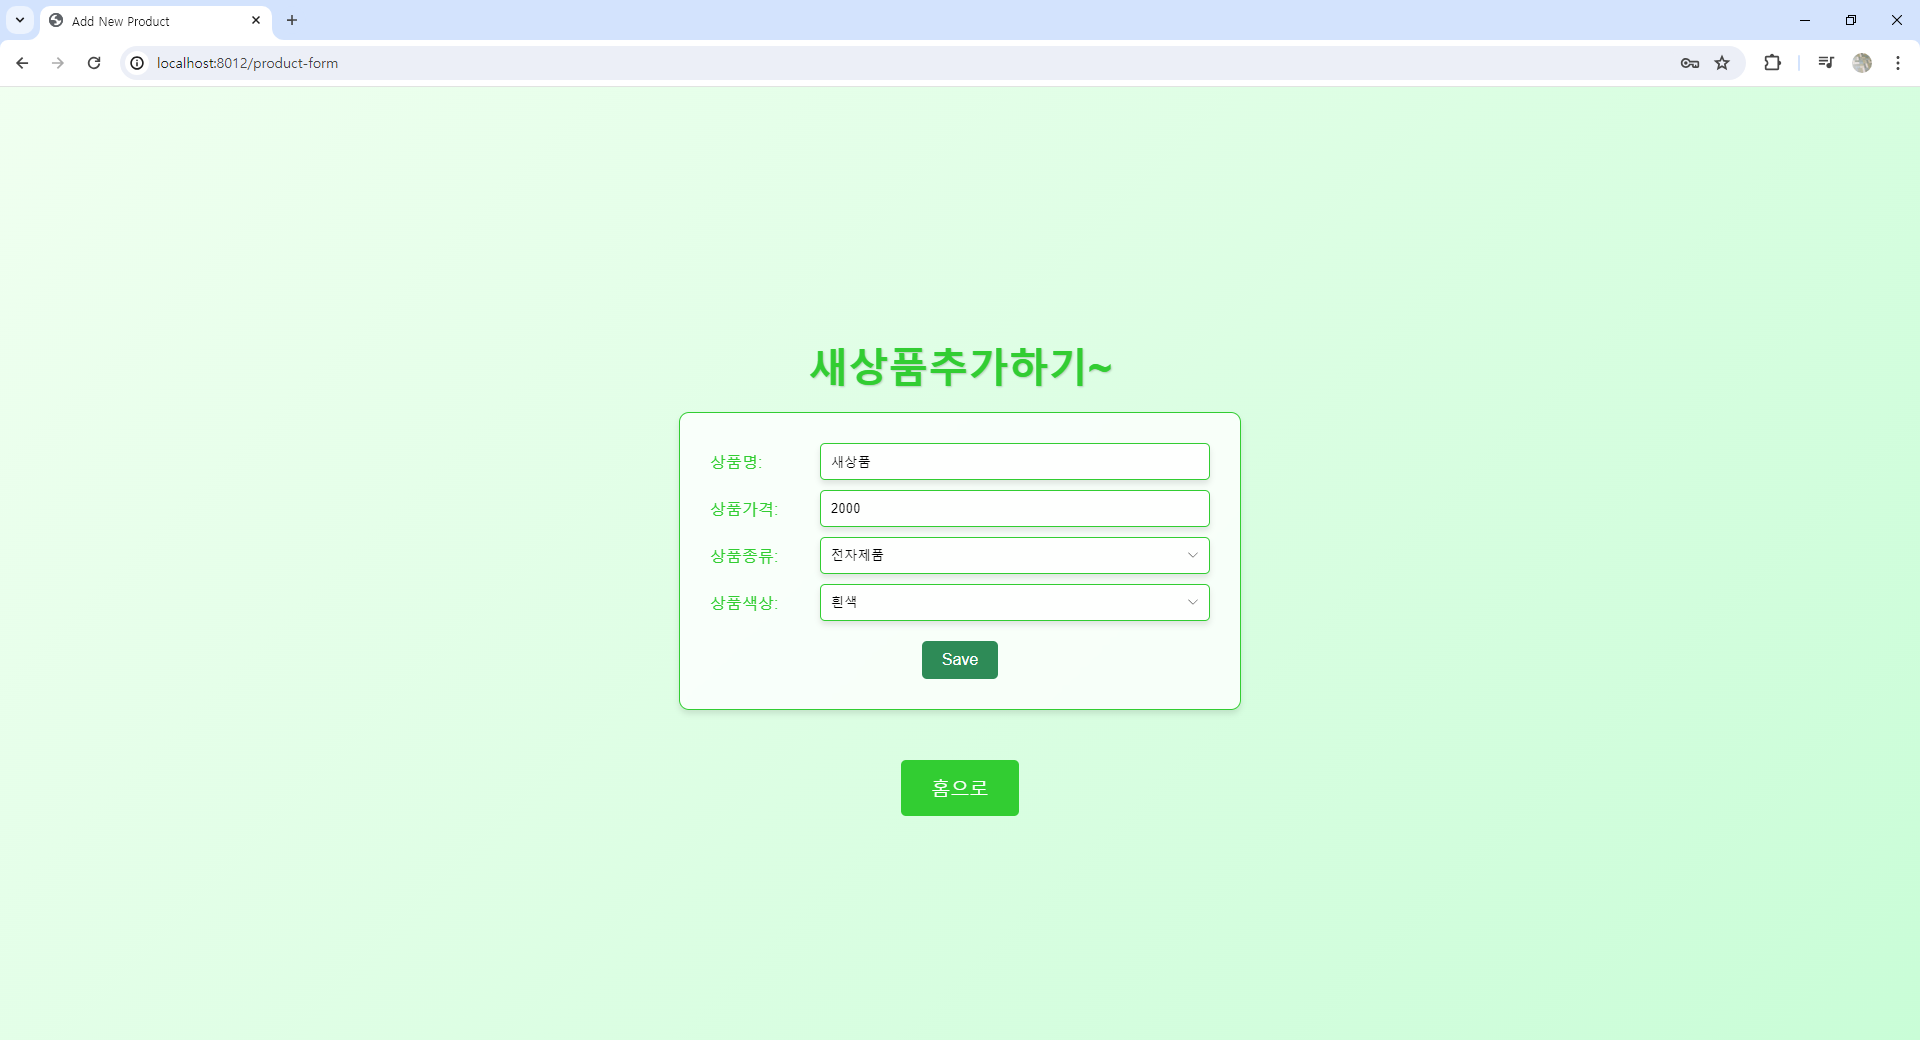 Add New Product
localhost:8012/product-form
새상품추가하기~
상품명: 새상품
상품가격: 2000
상품종류: 전자제품
상품색상: 흰색
Save
홈으로